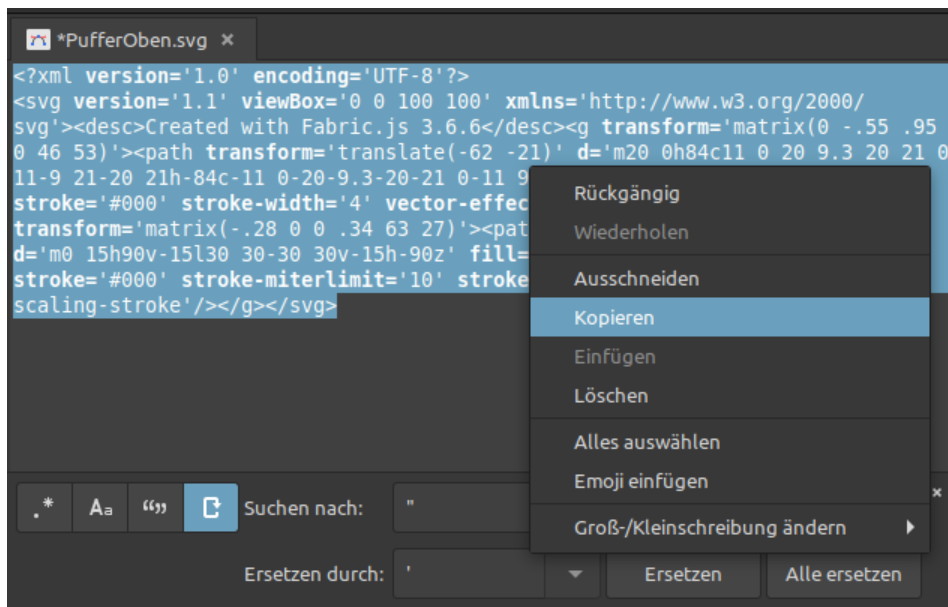 *PufferOben.svg ×
<?xml version='1.0' encoding='UTF-8'?>
<svg version='1.1' viewBox='0 0 100 100' xmlns='http://www.w3.org/2000/
svg'><desc>Created with Fabric.js 3.6.6</desc><g transform='matrix(0 -.55 .95
0 46 53)'><path transform='translate(-62 -21)' d='m20 0h84c11 0 20 9.3 20 21 0
11-9 21-20 21h-84c-11 0-20-9.3-20-21 0-11 9
stroke='#000' stroke-width='4' vector-effec
transform='matrix(-.28 0 0 .34 63 27)'><pat
d='m0 15h90v-15l30 30-30 30v-15h-90z' fill=
stroke='#000' stroke-miterlimit='10' stroke
scaling-stroke'/></g></svg>
Rückgängig
Wiederholen
Ausschneiden
Kopieren
Einfügen
Löschen
Alles auswählen
Emoji einfügen
Groß-/Kleinschreibung ändern
.* Aa “” Suchen nach: "
Ersetzen durch: ' Ersetzen Alle ersetzen